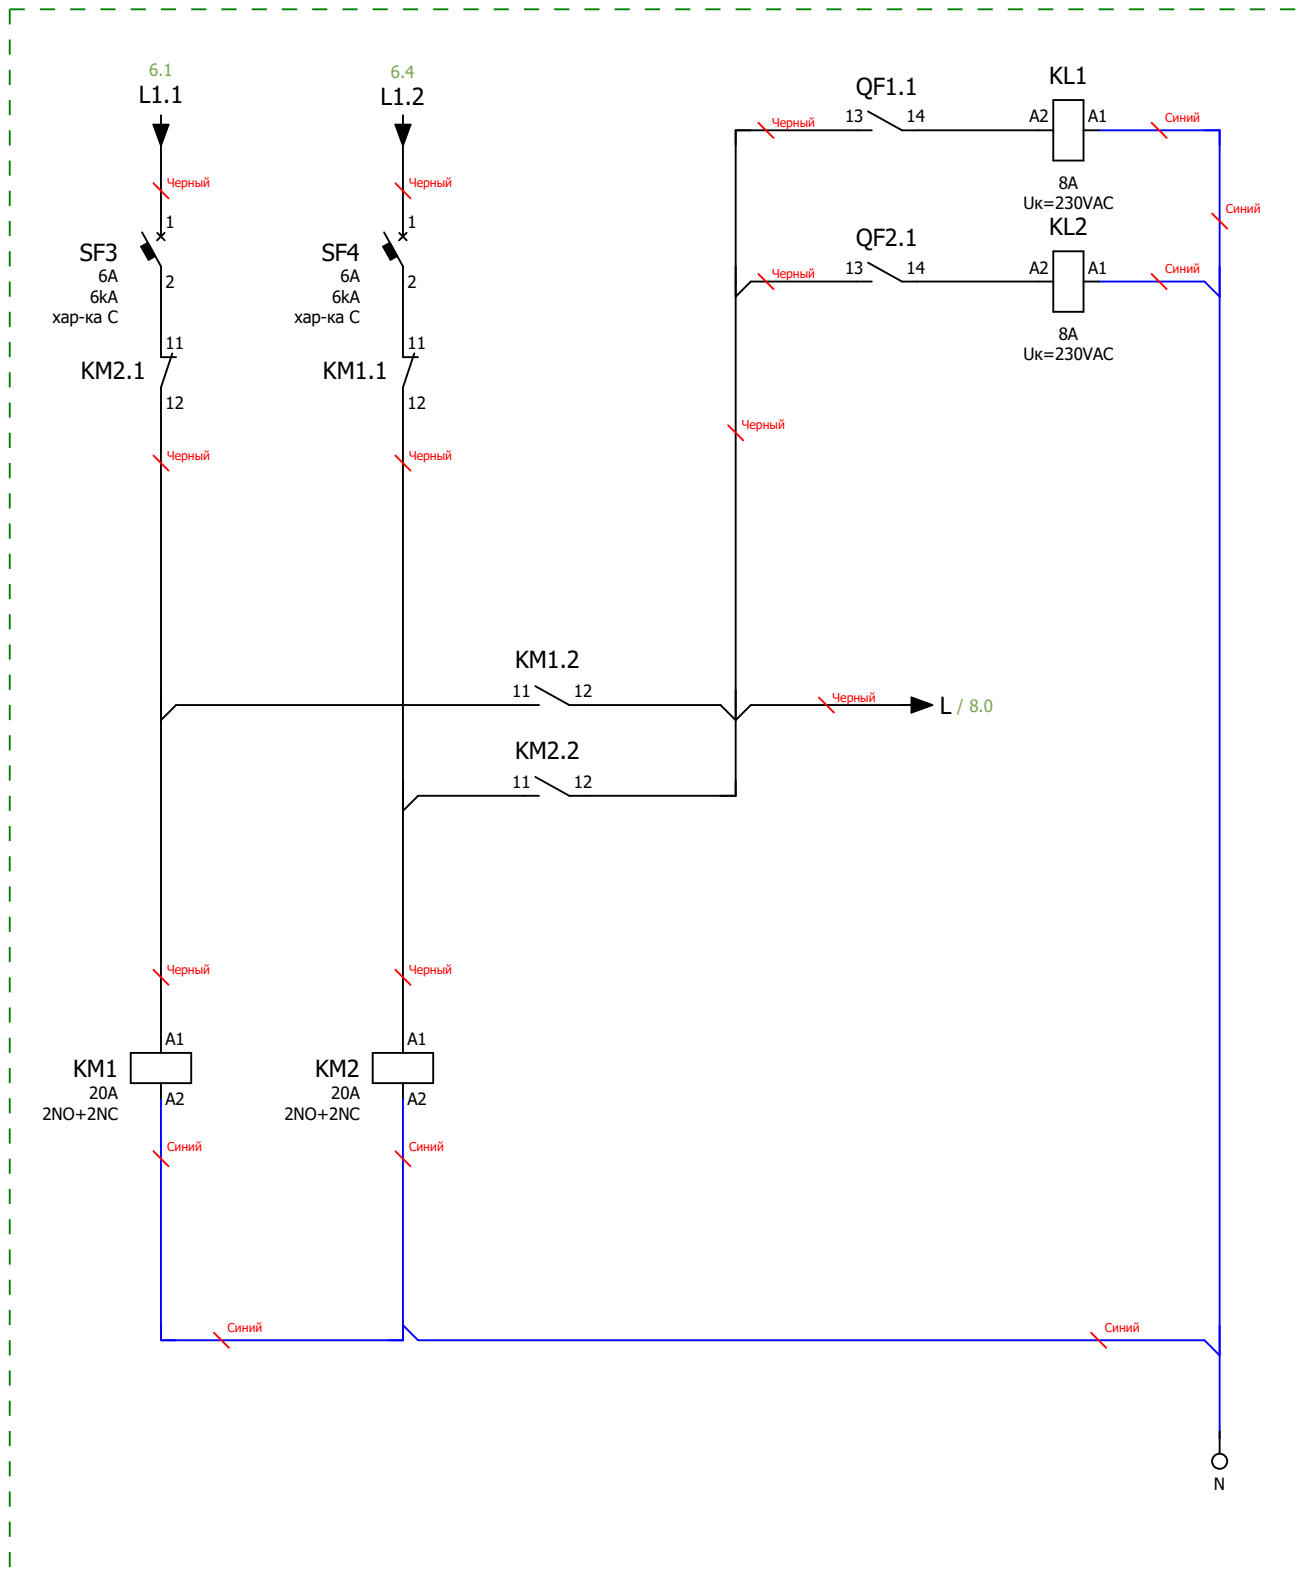 6.1
L1.1
6.4
L1.2
Черный
Черный
1
SF3
6A
6kA
хар-ка C
2
1
SF4
6A
6kA
хар-ка C
2
11
KM2.1
12
11
KM1.1
12
Черный
Черный
Черный
QF1.1
13
14
KL1
A2
A1
8A
Uк=230VAC
Синий
Синий
Черный
QF2.1
13
14
KL2
A2
A1
8A
Uк=230VAC
Синий
Черный
KM1.2
11
12
Черный
L / 8.0
KM2.2
11
12
Черный
Черный
KM1
20A
2NO+2NC
A1
A2
KM2
20A
2NO+2NC
A1
A2
Синий
Синий
Синий
Синий
N